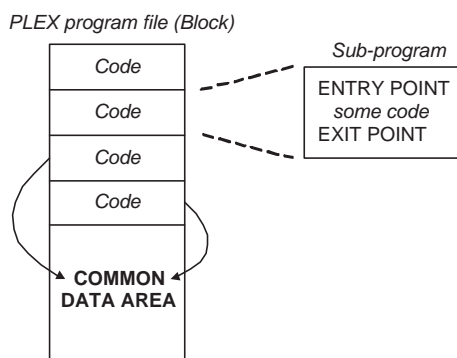 PLEX program file (Block)
Code
Code
Code
Code
COMMON
DATA AREA
Sub-program
ENTRY POINT
some code
EXIT POINT